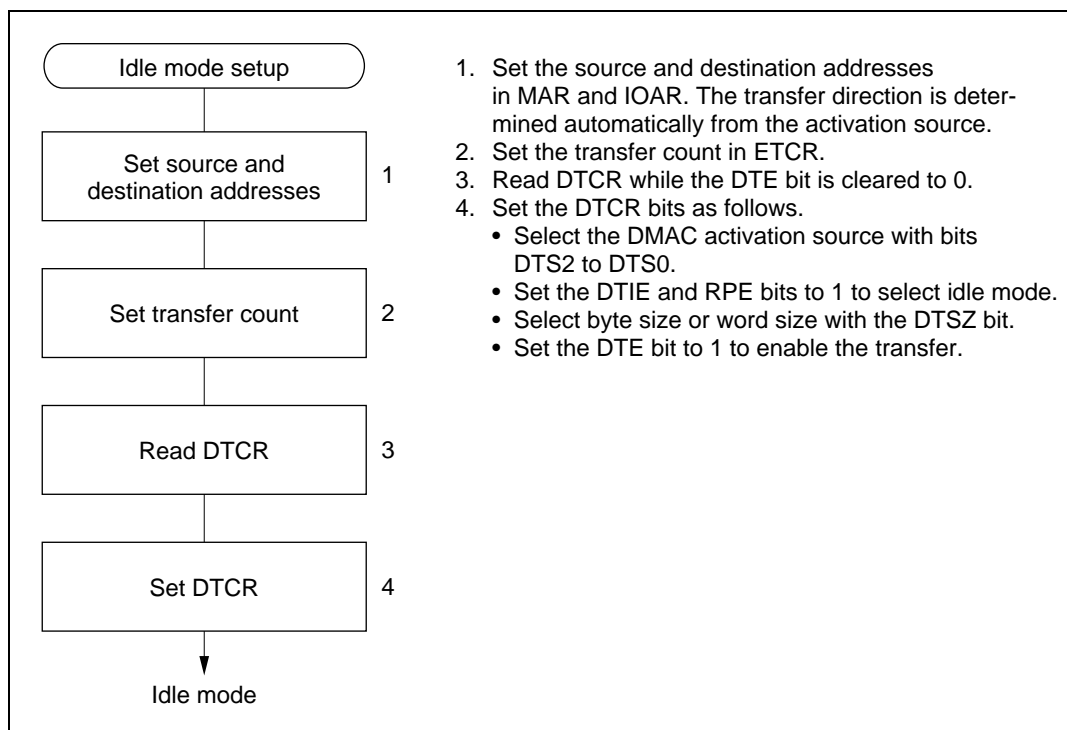 Idle mode setup
Set source and
destination addresses
1
Set transfer count
2
Read DTCR
3
Set DTCR
4
Idle mode
1. Set the source and destination addresses
in MAR and IOAR. The transfer direction is deter-
mined automatically from the activation source.
2. Set the transfer count in ETCR.
3. Read DTCR while the DTE bit is cleared to 0.
4. Set the DTCR bits as follows.
• Select the DMAC activation source with bits
DTS2 to DTS0.
• Set the DTIE and RPE bits to 1 to select idle mode.
• Select byte size or word size with the DTSZ bit.
• Set the DTE bit to 1 to enable the transfer.